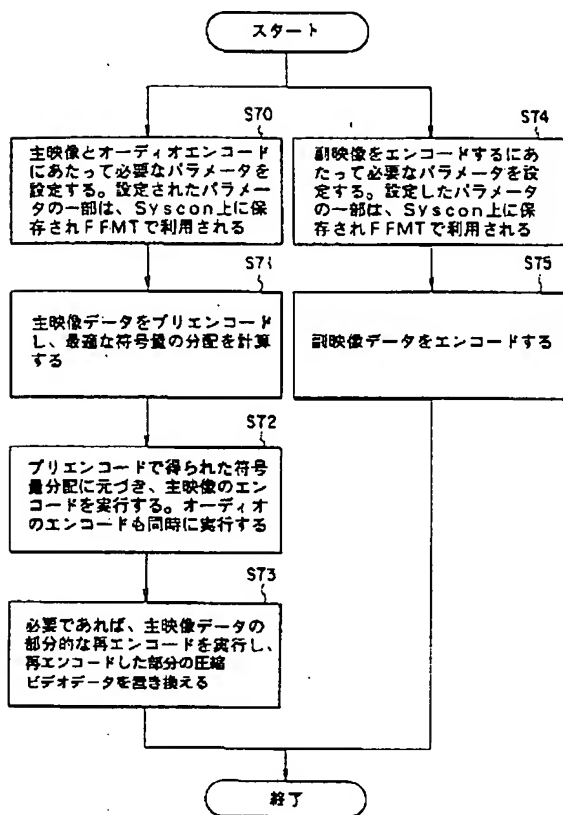 スタート
S70
主映像とオーディオエンコード
にあたって必要なパラメータを
設定する。設定されたパラメー
タの一部は、Syscon上に保
存されFFMTで利用される
S71
主映像データをプリエンコード
し、最適な符号量の分配を計算
する
S72
プリエンコードで得られた符号
量分配に元づき、主映像のエン
コードを実行する。オーディオ
のエンコードも同時に実行する
S73
必要であれば、主映像データの
部分的な再エンコードを実行し、
再エンコードした部分の圧縮
ビデオデータを置き換える
S74
副映像をエンコードするにあ
たって必要なパラメータを設
定する。設定したパラメータ
の一部は、Syscon上に保
存されFFMTで利用される
S75
副映像データをエンコードする
終了